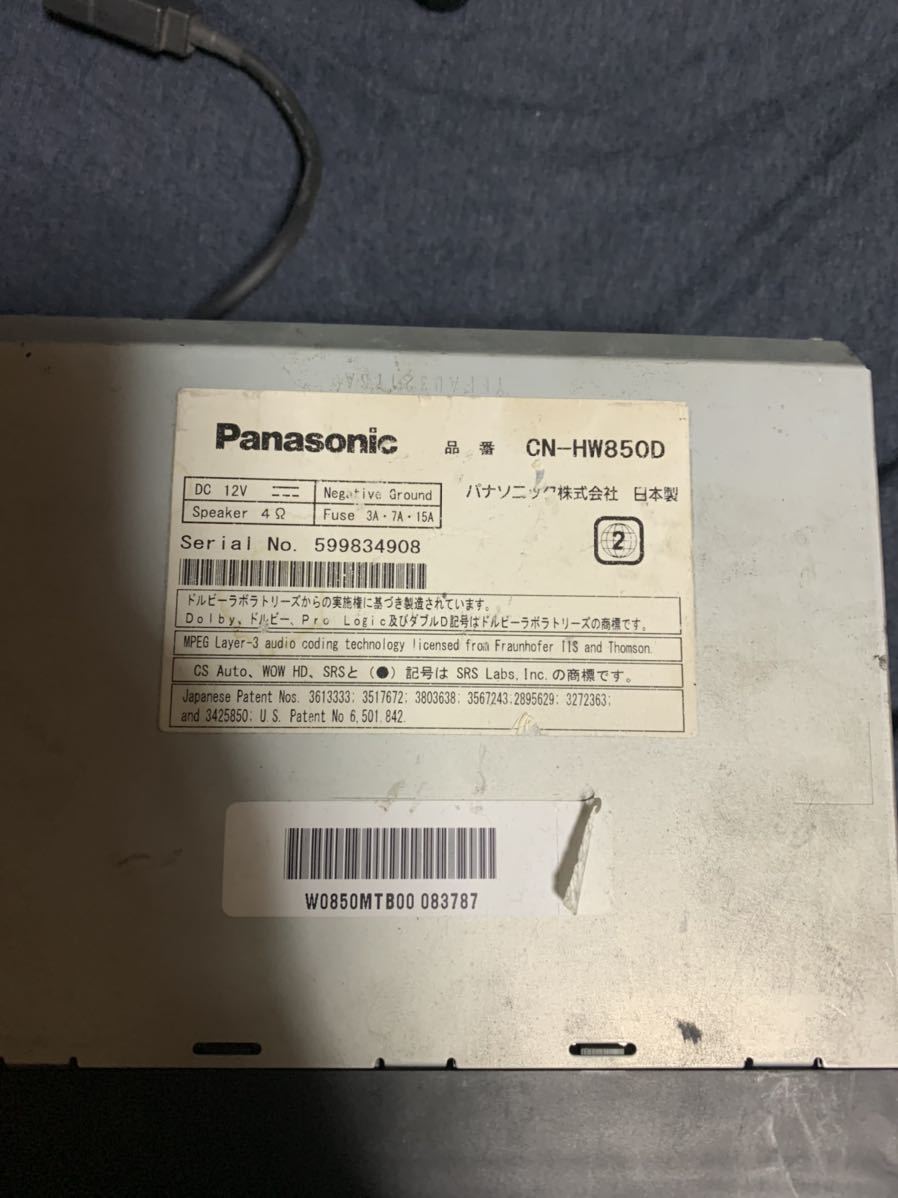 Panasonic 品番 CN-HW850D
DC 12V Negative Ground
Speaker 4Ω Fuse 3A・7A・15A
パナソニック株式会社 日本製
2
Serial No. 599834908
ドルビーラボラトリーズからの実施権に基づき製造されています。
Dolby、ドルビー、Pro Logic及びダブルD記号はドルビーラボラトリーズの商標です。
MPEG Layer-3 audio coding technology licensed from Fraunhofer IIS and Thomson.
CS Auto、WOW HD、SRSと (●) 記号は SRS Labs, Inc. の商標です。
Japanese Patent Nos. 3613333; 3517672; 3803638; 3567243;2895629; 3272363;
and 3425850; U.S. Patent No 6,501,842.
W0850MTB00 083787